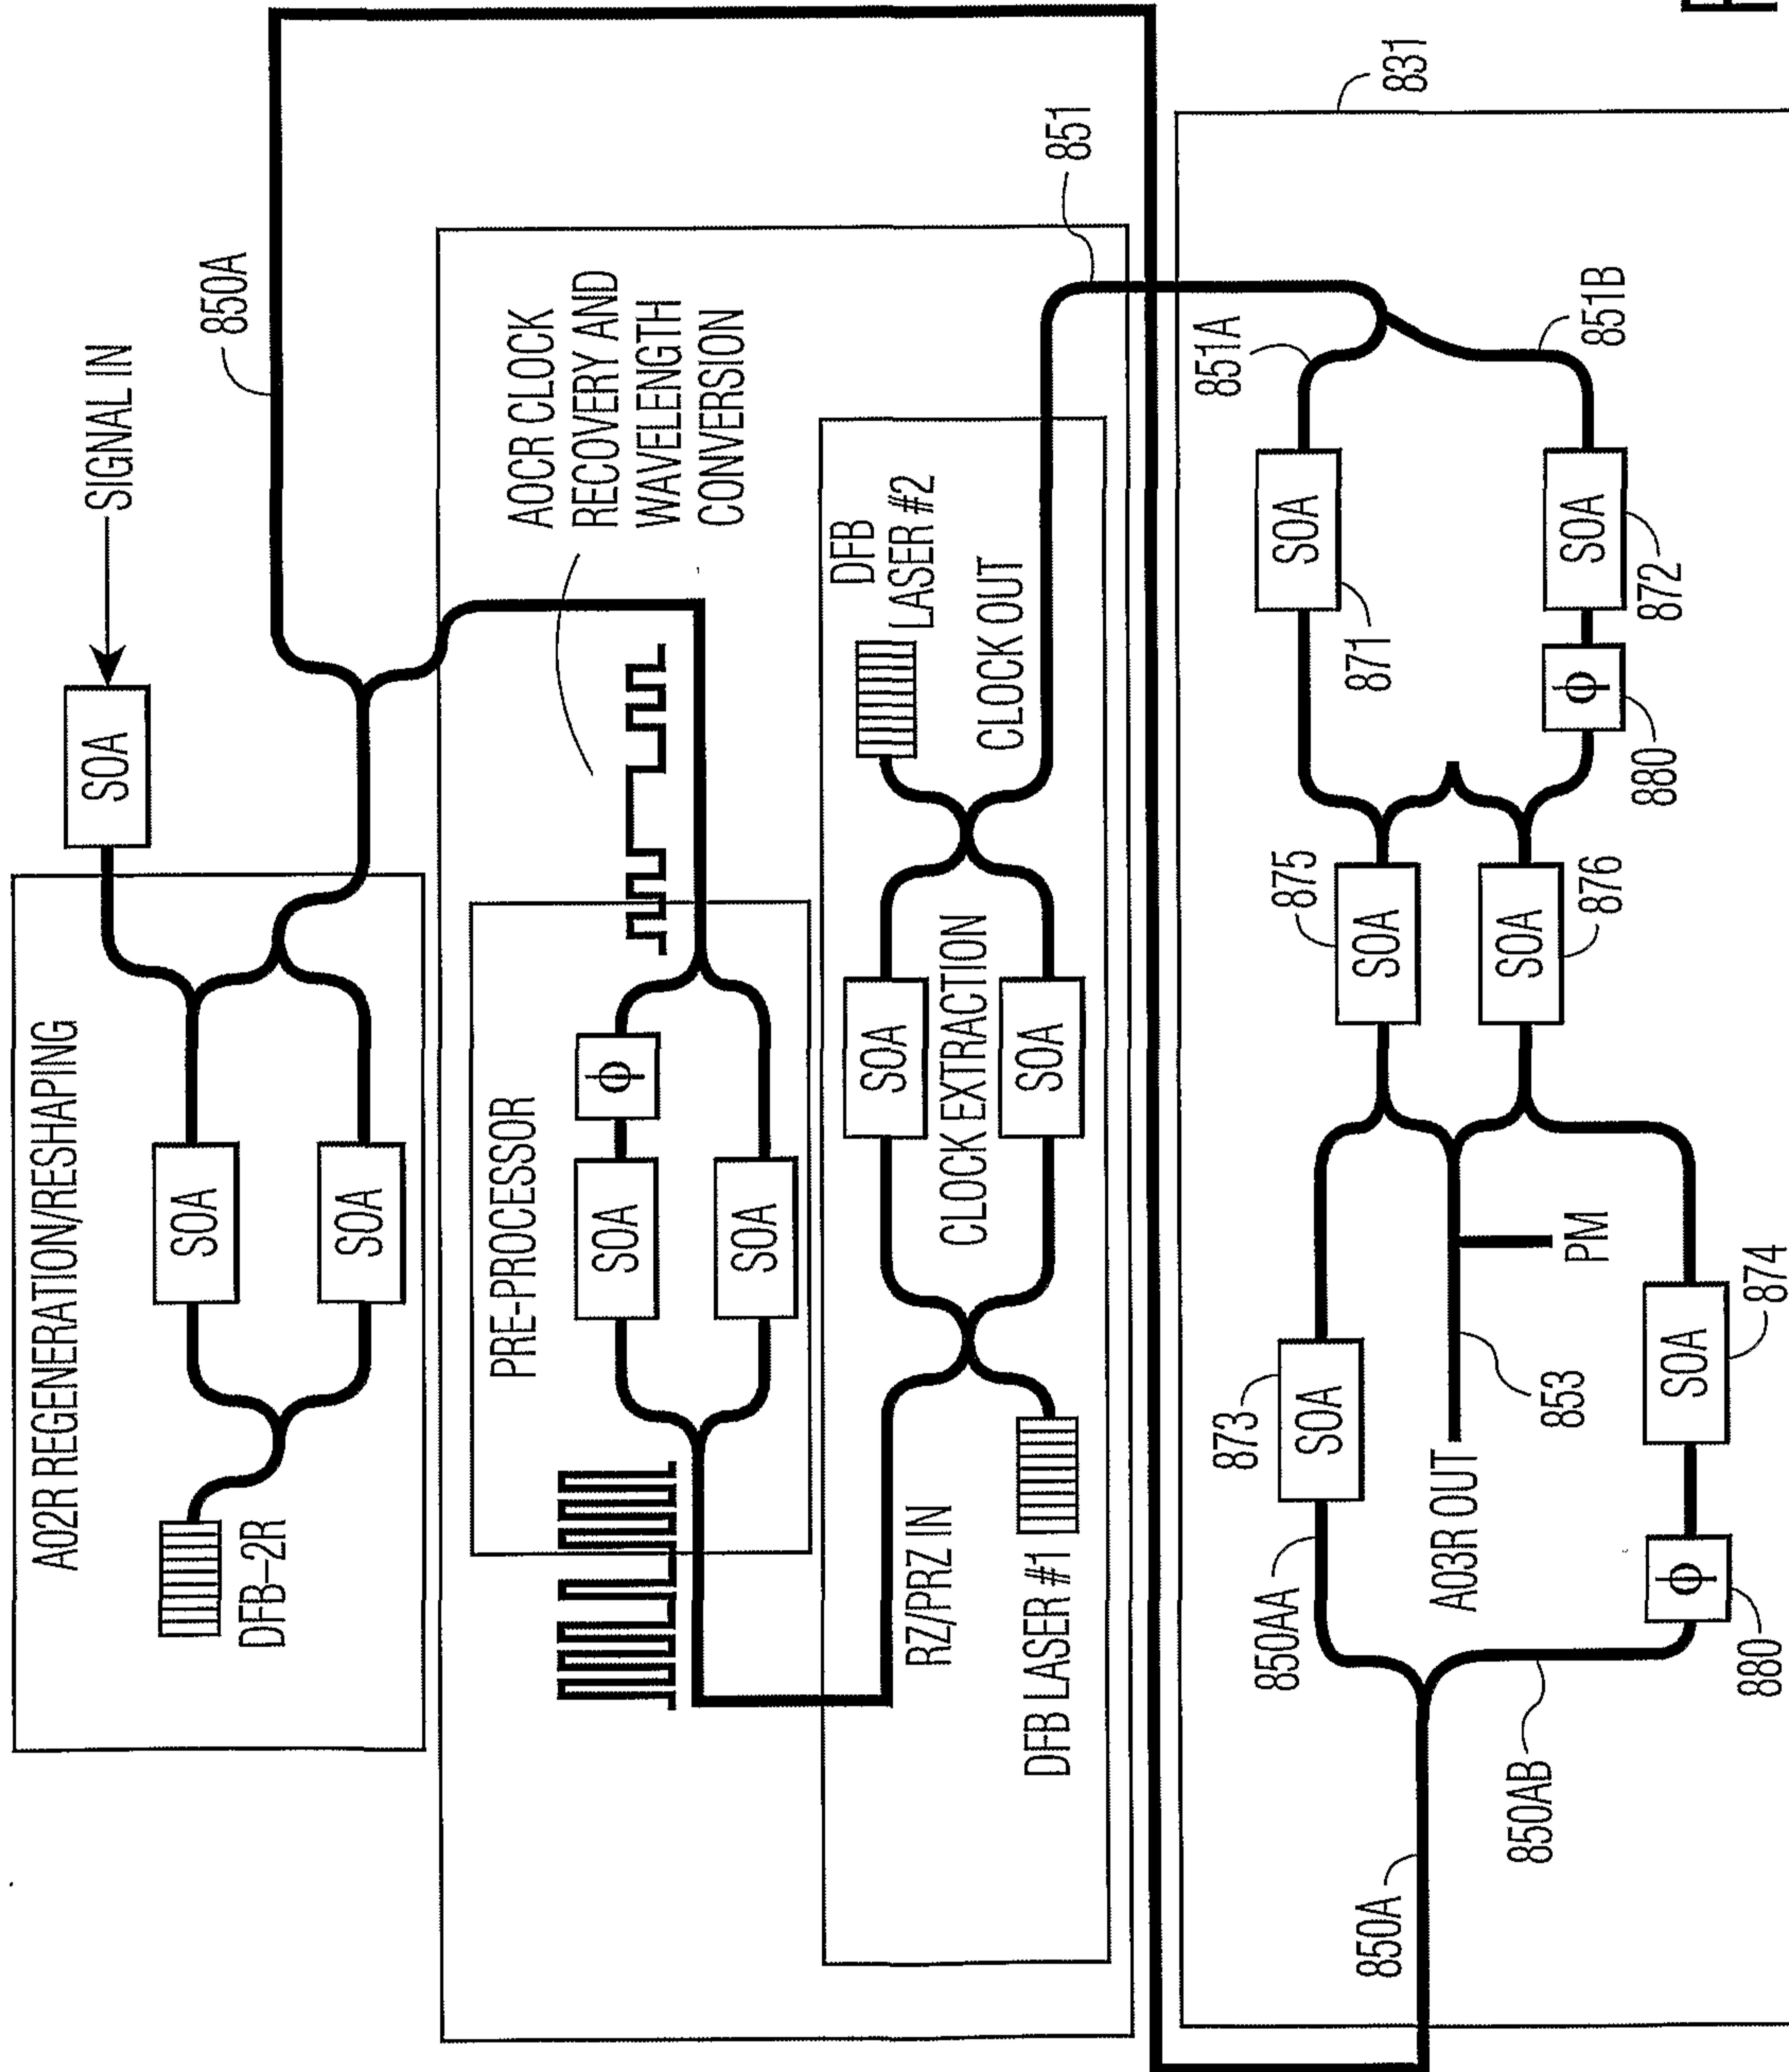 SIGNAL IN
850A
SOA
A02R REGENERATION/RESHAPING
SOA
SOA
DFB-2R
AOCR CLOCK
RECOVERY AND
WAVELENGTH
CONVERSION
PRE-PROCESSOR
ϕ
SOA
SOA
851
DFB
LASER #2
CLOCK OUT
SOA
CLOCK EXTRACTION
SOA
RZ/PRZ IN
DFB LASER #1
831
851A
851B
SOA
871
SOA
872
ϕ
880
875
SOA
SOA
876
873
SOA
850AA
A03R OUT
853
PM
SOA
874
ϕ
880
850A
850AB